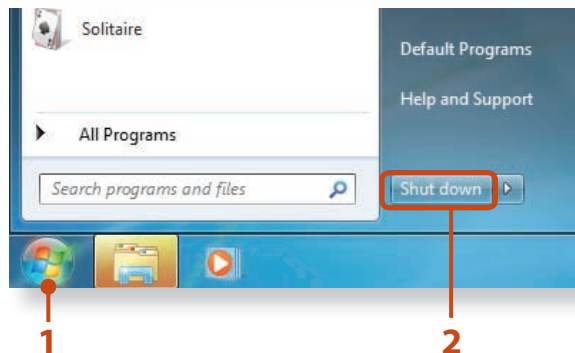 Solitaire
Default Programs
Help and Support
All Programs
Search programs and files
Shut down
1
2